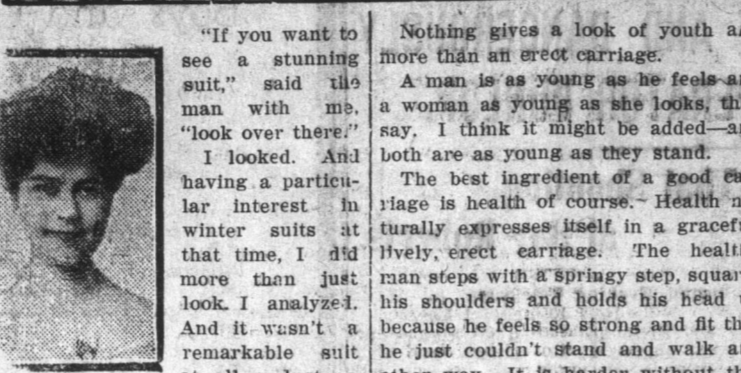 "If you want to
see a stunning
suit," said the
man with me,
"look over there."
I looked. And
having a particu-
lar interest in
winter suits at
that time, I did
more than just
look. I analyzed.
And it wasn't a
remarkable suit
Nothing gives a look of youth
more than an erect carriage.
A man is as young as he feels
a woman as young as she looks,
say. I think it might be added—
both are as young as they stand.
The best ingredient of a good
riage is health of course. Health
turally expresses itself in a
lively, erect carriage. The
man steps with a springy step,
his shoulders and holds his head
because he feels so strong and fit
he just couldn't stand and walk